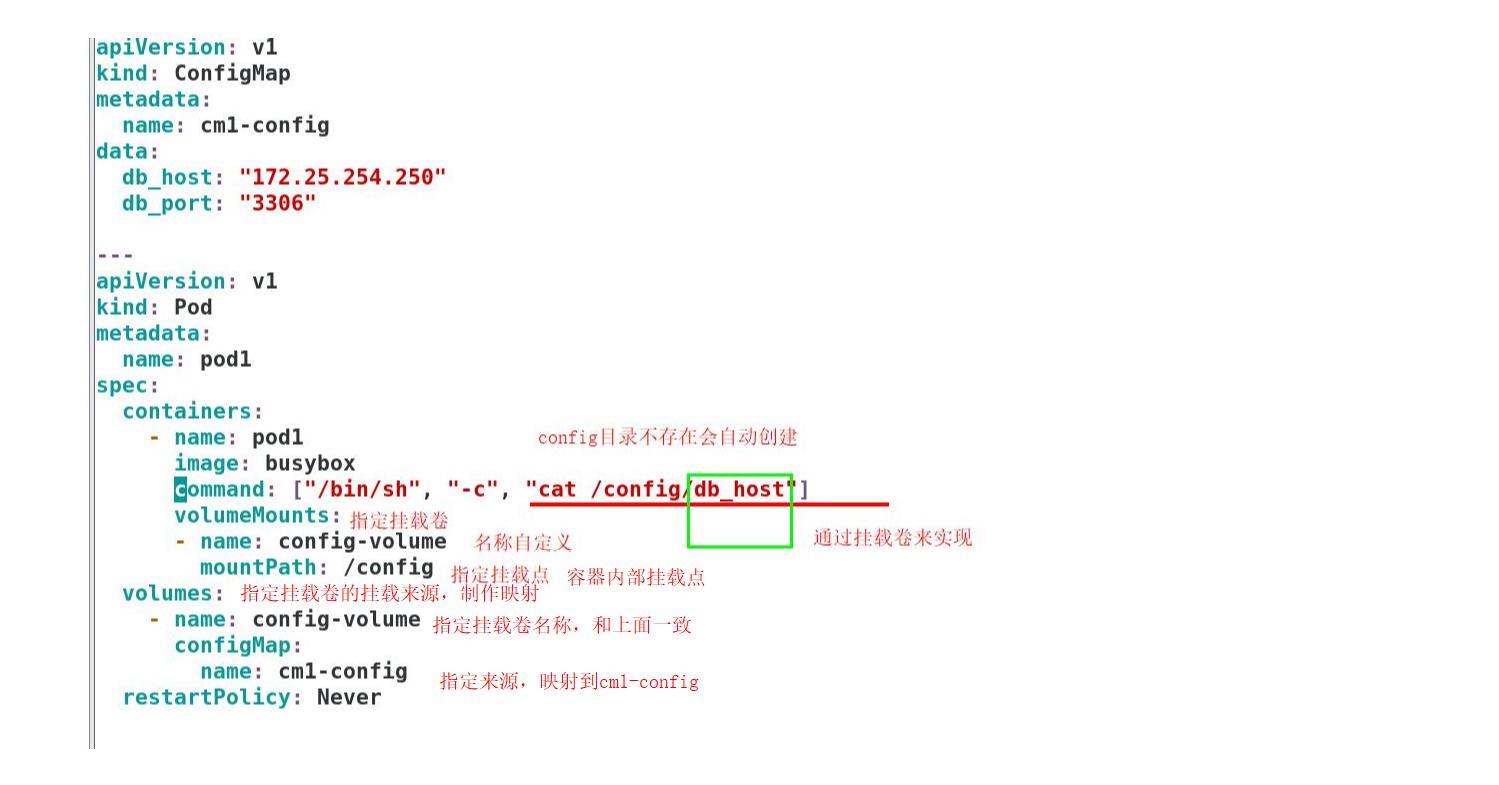 apiVersion: v1
kind: ConfigMap
metadata:
  name: cm1-config
data:
  db_host: "172.25.254.250"
  db_port: "3306"
---
apiVersion: v1
kind: Pod
metadata:
  name: pod1
spec:
  containers:
    - name: pod1 config目录不存在会自动创建
      image: busybox
      command: ["/bin/sh", "-c", "cat /config/db_host"]
      volumeMounts: 指定挂载卷
      - name: config-volume 名称自定义 通过挂载卷来实现
        mountPath: /config 指定挂载点 容器内部挂载点
  volumes: 指定挂载卷的挂载来源，制作映射
    - name: config-volume 指定挂载卷名称，和上面一致
      configMap:
        name: cm1-config 指定来源，映射到cm1-config
  restartPolicy: Never